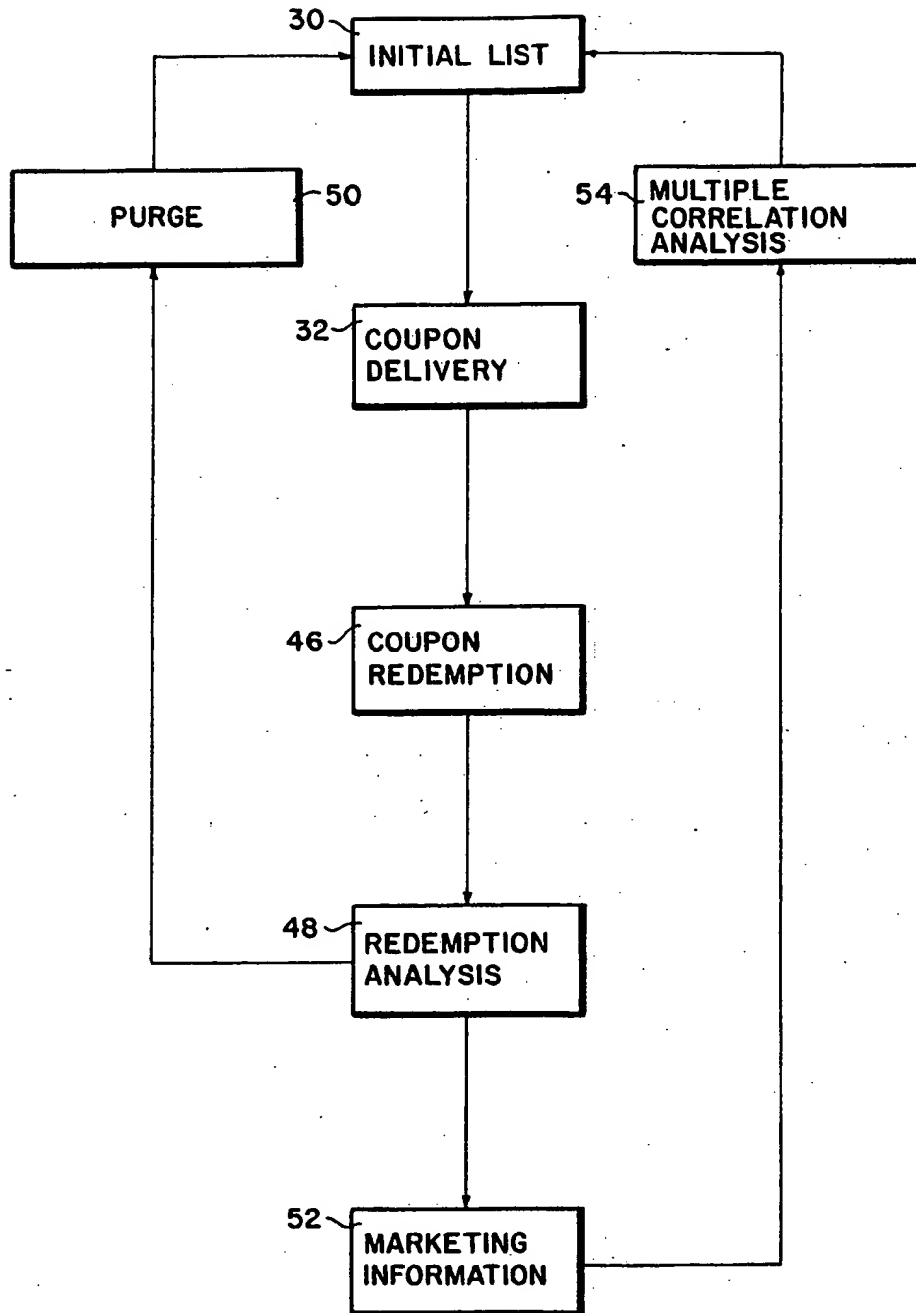 30
INITIAL LIST
50
PURGE
54
MULTIPLE
CORRELATION
ANALYSIS
32
COUPON
DELIVERY
46
COUPON
REDEMPTION
48
REDEMPTION
ANALYSIS
52
MARKETING
INFORMATION